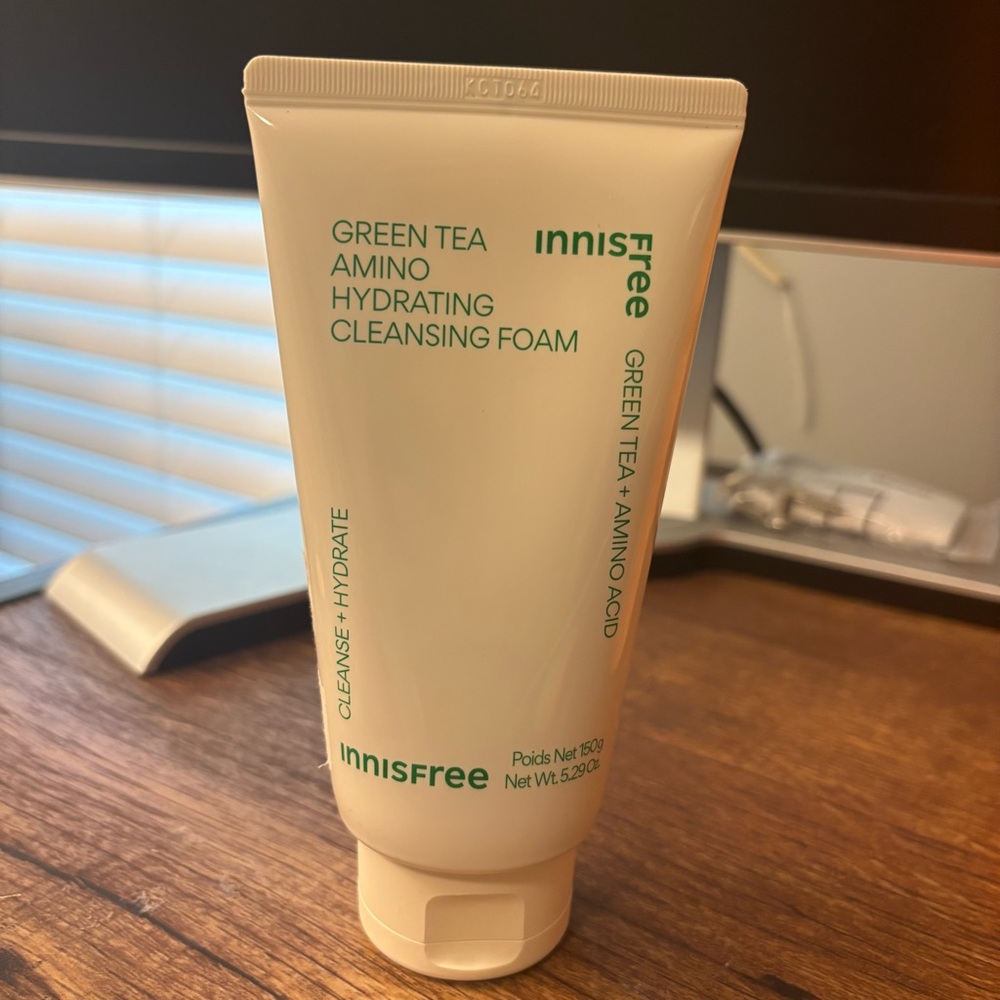 KCT064
GREEN TEA
AMINO
HYDRATING
CLEANSING FOAM
innisfree
GREEN TEA + AMINO ACID
CLEANSE + HYDRATE
innisfree
Poids Net 150g
Net Wt. 5.29 Oz.